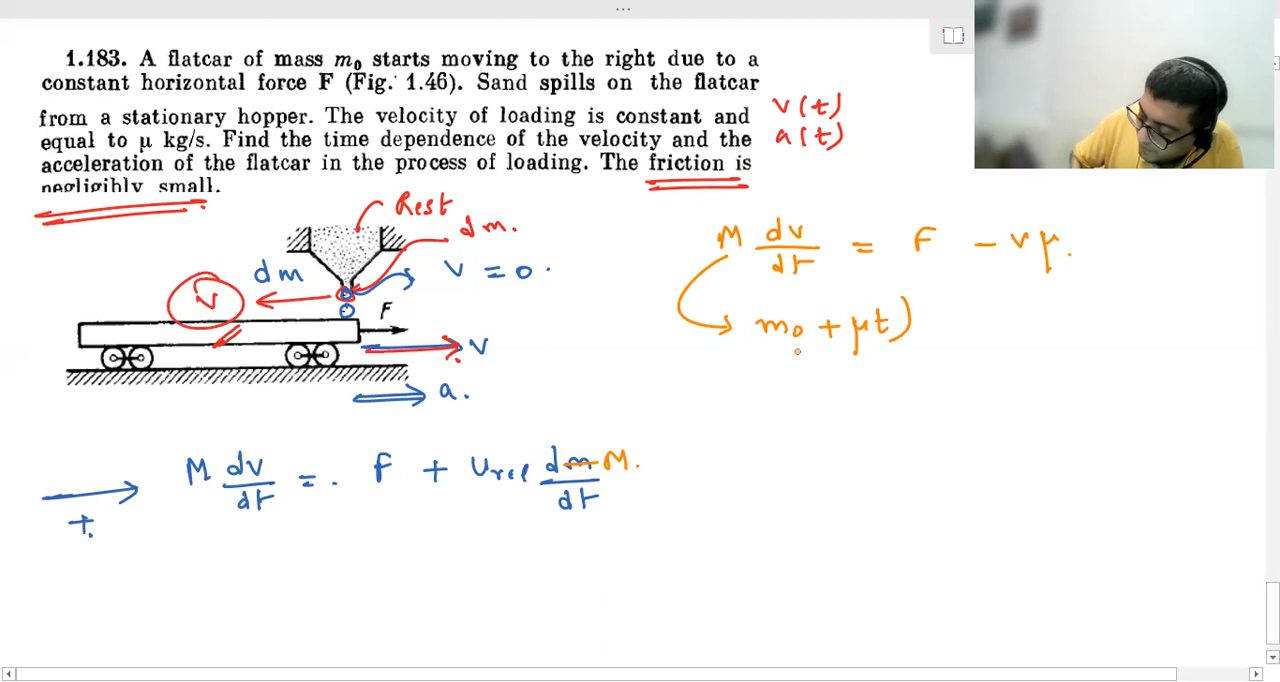 1.183. A flatcar of mass m₀ starts moving to the right due to a
constant horizontal force F (Fig. 1.46). Sand spills on the flatcar
from a stationary hopper. The velocity of loading is constant and
equal to μ kg/s. Find the time dependence of the velocity and the
acceleration of the flatcar in the process of loading. The friction is
negligibly small.
v(t)
a(t)
Rest
dm.
dm
v = 0.
v
F
v
a.
M dv/dt = F - vμ.
m₀ + μt)
M dv/dt = . F + Urel dM/dt.
+.